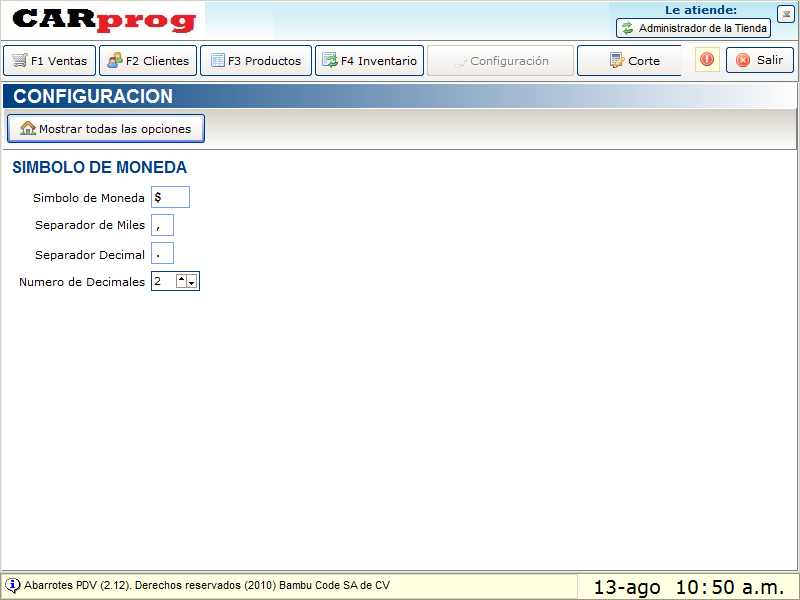 CARprog
Le atiende:
Administrador de la Tienda
F1 Ventas F2 Clientes F3 Productos F4 Inventario Configuración Corte Salir
CONFIGURACION
Mostrar todas las opciones
SIMBOLO DE MONEDA
Simbolo de Moneda $
Separador de Miles ,
Separador Decimal .
Numero de Decimales 2
Abarrotes PDV (2.12). Derechos reservados (2010) Bambu Code SA de CV
13-ago 10:50 a.m.